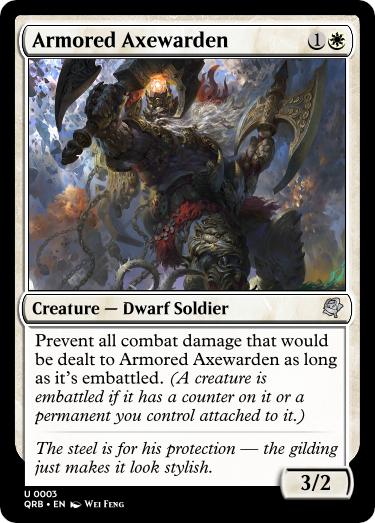 Armored Axewarden 1
Creature — Dwarf Soldier
Prevent all combat damage that would
be dealt to Armored Axewarden as long
as it's embattled. (A creature is
embattled if it has a counter on it or a
permanent you control attached to it.)
The steel is for his protection — the gilding
just makes it look stylish.
3/2
U 0003
QRB • EN Wei Feng